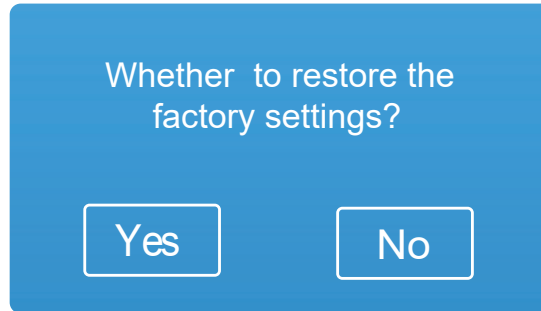 Whether to restore the
factory settings?
Yes No